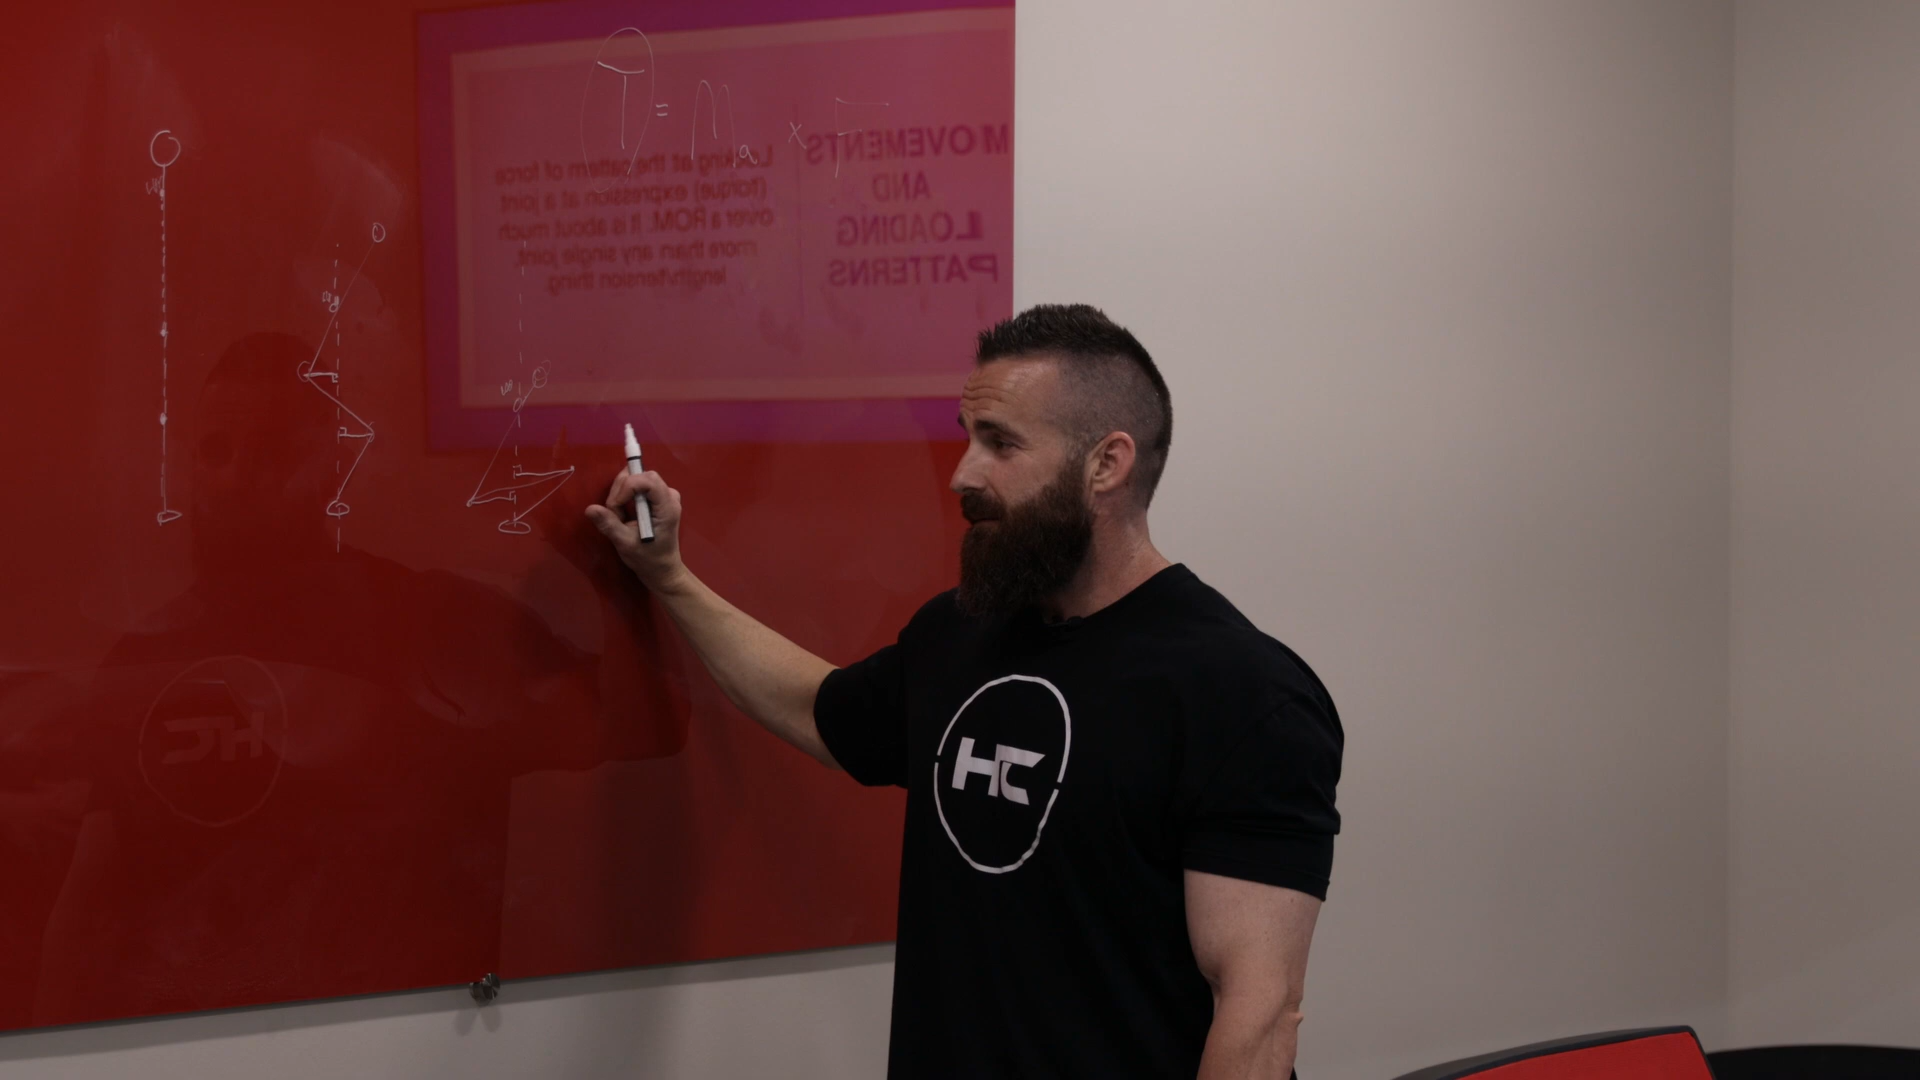 T = Ma x F
MOVEMENTS
AND
LOADING
PATTERNS
Looking at the pattern of force
(torque) expression at a joint
over a ROM. It is about much
more than any single joint,
length/tension thing
HC
HC